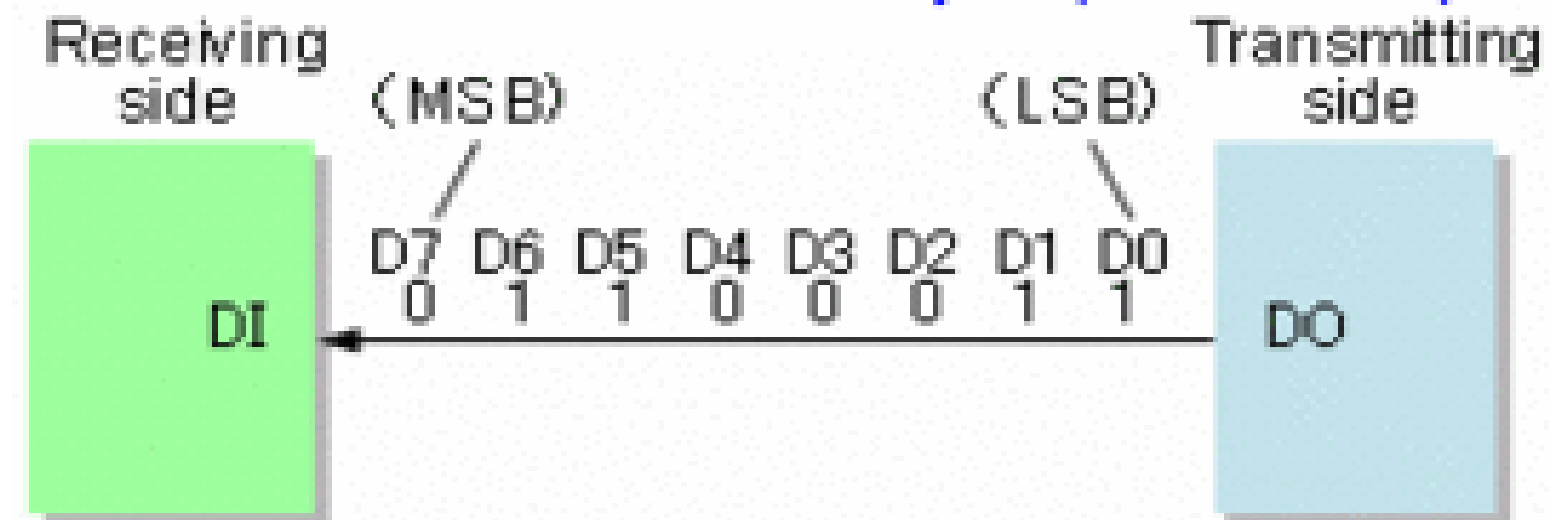 Receiving
side
(MSB)
(LSB)
Transmitting
side
D7 D6 D5 D4 D3 D2 D1 D0
0 1 1 0 0 0 1 1
DI
DO